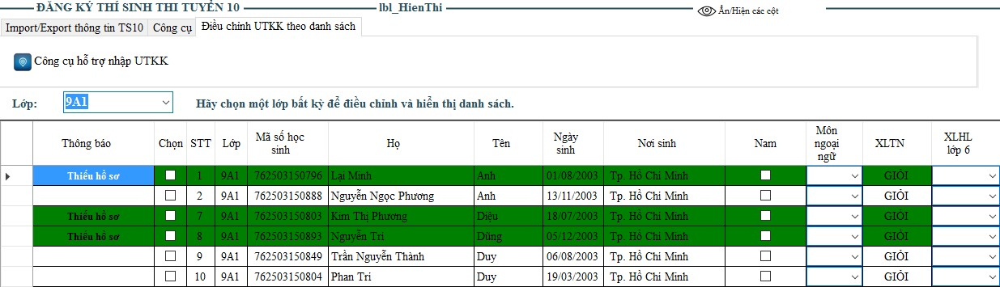 ĐĂNG KÝ THÍ SINH THI TUYỂN 10 lbl_HienThi Ẩn/Hiện các cột
Import/Export thông tin TS10 Công cụ Điều chỉnh UTKK theo danh sách
Công cụ hỗ trợ nhập UTKK
Lớp: 9A1 Hãy chọn một lớp bất kỳ để điều chỉnh và hiển thị danh sách.
Thông báo Chọn STT Lớp Mã số học sinh Họ Tên Ngày sinh Nơi sinh Nam Môn ngoại ngữ XLTN XLHL lớp 6
Thiếu hồ sơ 1 9A1 762503150796 Lại Minh Anh 01/08/2003 Tp. Hồ Chí Minh GIỎI
2 9A1 762503150888 Nguyễn Ngọc Phương Anh 13/11/2003 Tp. Hồ Chí Minh GIỎI
Thiếu hồ sơ 7 9A1 762503150803 Kim Thị Phương Diệu 18/07/2003 Tp. Hồ Chí Minh GIỎI
Thiếu hồ sơ 8 9A1 762503150893 Nguyễn Trí Dũng 05/12/2003 Tp. Hồ Chí Minh GIỎI
9 9A1 762503150849 Trần Nguyễn Thành Duy 06/08/2003 Tp. Hồ Chí Minh GIỎI
10 9A1 762503150804 Phan Trí Duy 19/03/2003 Tp. Hồ Chí Minh GIỎI